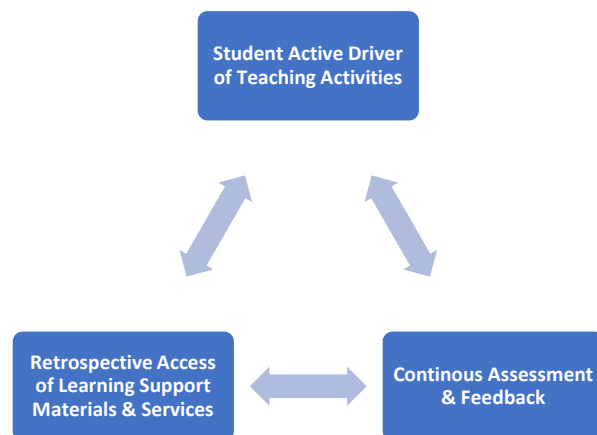 Student Active Driver
of Teaching Activities
Retrospective Access
of Learning Support
Materials & Services
Continous Assessment
& Feedback